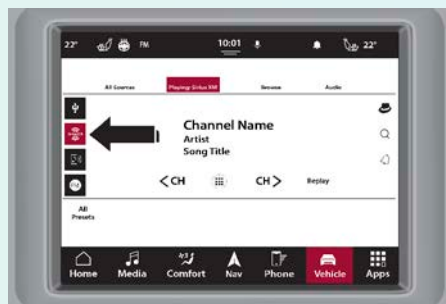 22°
FM
10:01
22°
All Sources
Playing: Sirius XM
Browse
Audio
Channel Name
Artist
Song Title
<CH
CH>
Replay
All
Presets
Home
Media
Comfort
Nav
Phone
Vehicle
Apps